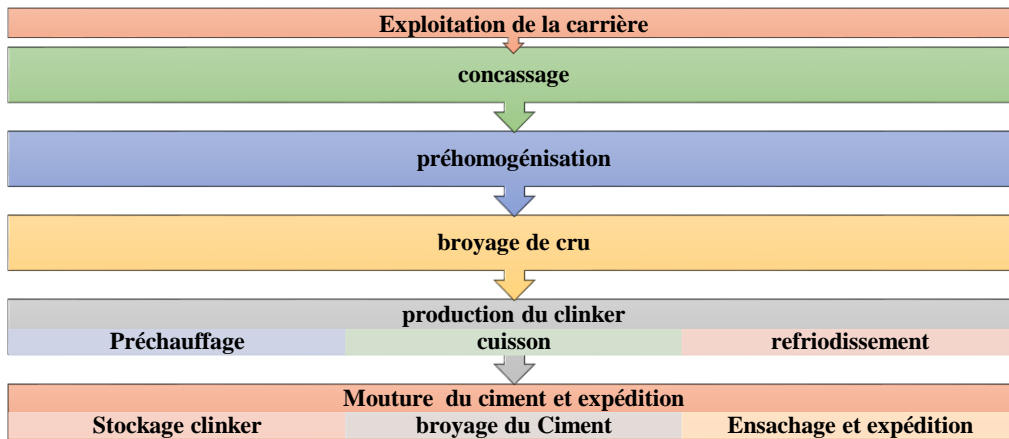 Exploitation de la carrière
concassage
préhomogénisation
broyage de cru
production du clinker
Préchauffage cuisson refriodissement
Mouture du ciment et expédition
Stockage clinker broyage du Ciment Ensachage et expédition